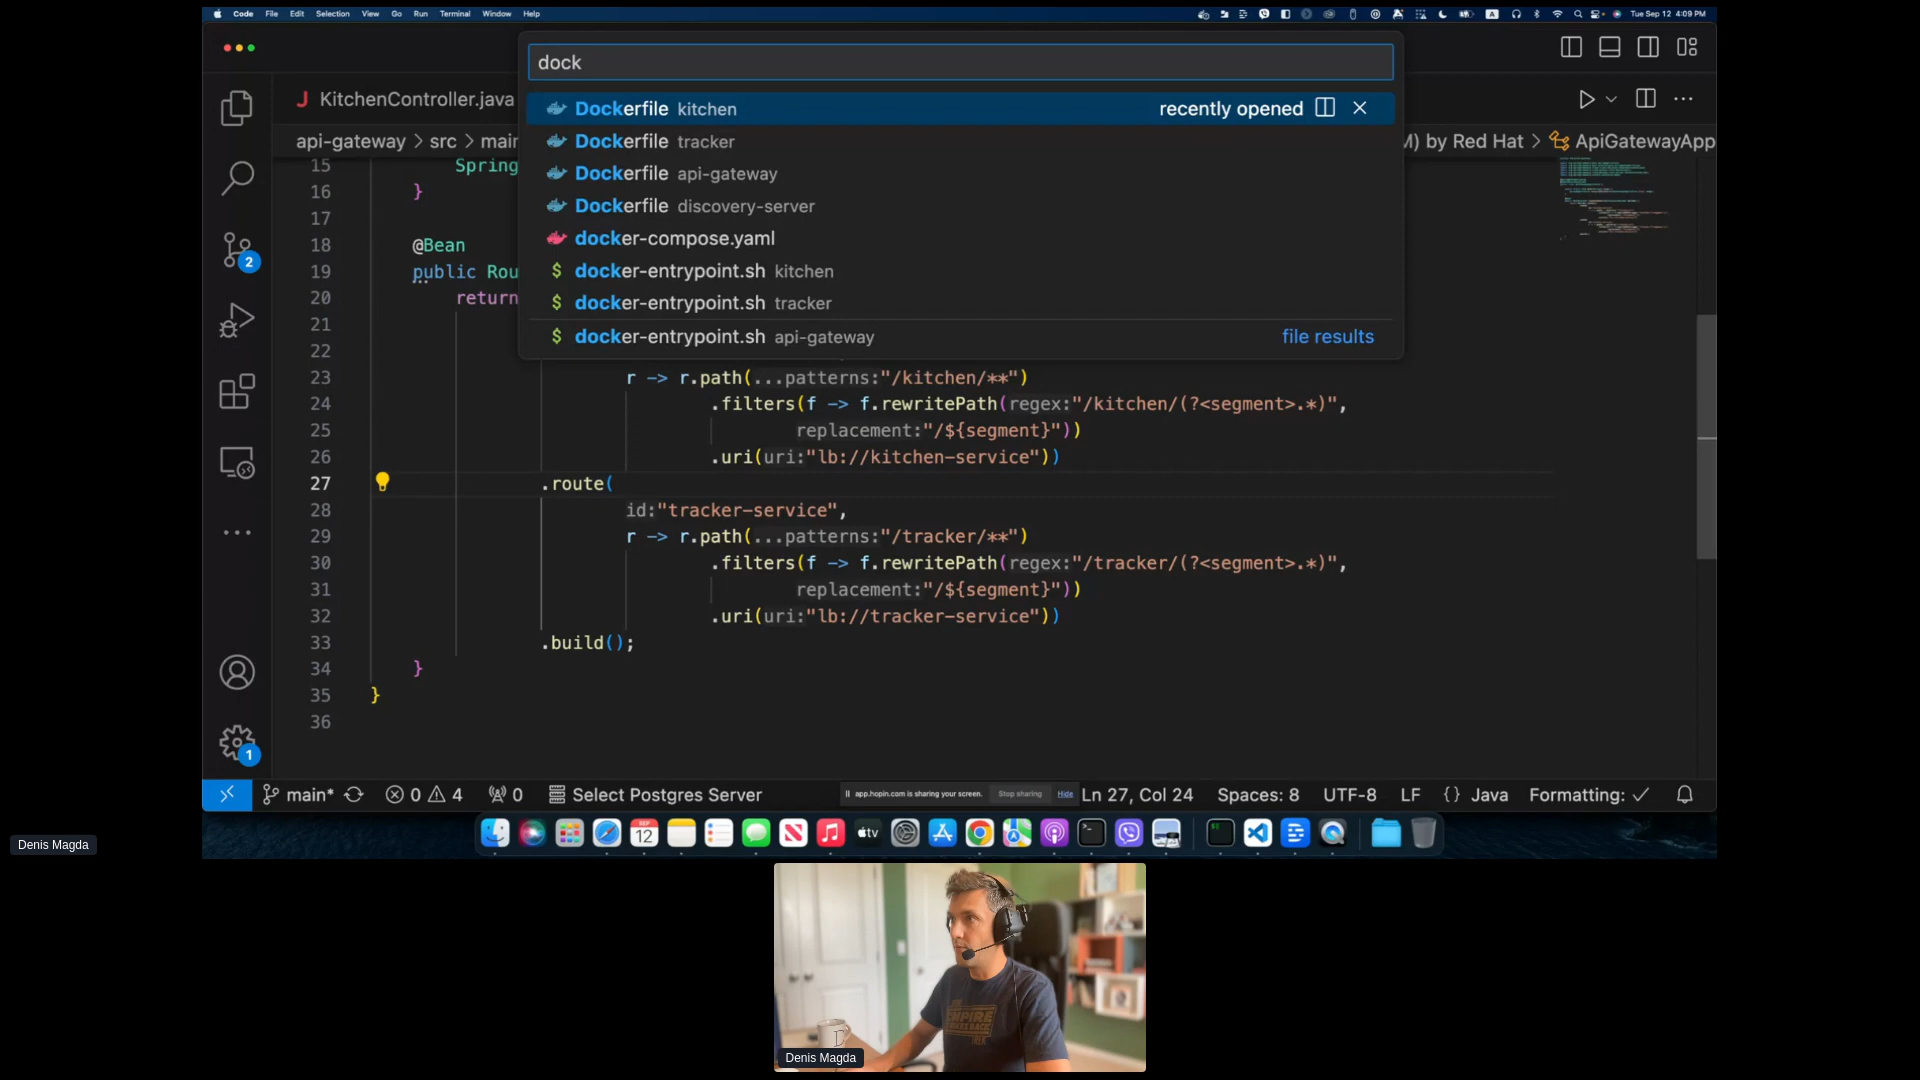 Code File Edit Selection View Go Run Terminal Window Help
Tue Sep 12 4:09 PM
dock
KitchenController.java
Dockerfile kitchen recently opened
api-gateway > src > main
M) by Red Hat > ApiGatewayApp
Dockerfile tracker
Dockerfile api-gateway
Dockerfile discovery-server
docker-compose.yaml
docker-entrypoint.sh kitchen
docker-entrypoint.sh tracker
docker-entrypoint.sh api-gateway file results
15 Spring
16 }
17
18 @Bean
19 public Rou
20 return
21
22
23 r -> r.path(...patterns:"/kitchen/**")
24 .filters(f -> f.rewritePath(regex:"/kitchen/(?<segment>.*)",
25 replacement:"/${segment}"))
26 .uri(uri:"lb://kitchen-service"))
27 .route(
28 id:"tracker-service",
29 r -> r.path(...patterns:"/tracker/**")
30 .filters(f -> f.rewritePath(regex:"/tracker/(?<segment>.*)",
31 replacement:"/${segment}"))
32 .uri(uri:"lb://tracker-service"))
33 .build();
34 }
35 }
36
2
1
main* 0 4 0 Select Postgres Server
app.hopin.com is sharing your screen. Stop sharing Hide
Ln 27, Col 24 Spaces: 8 UTF-8 LF {} Java Formatting: ✓
SEP
12
tv
Denis Magda
EMPIRE
Denis Magda